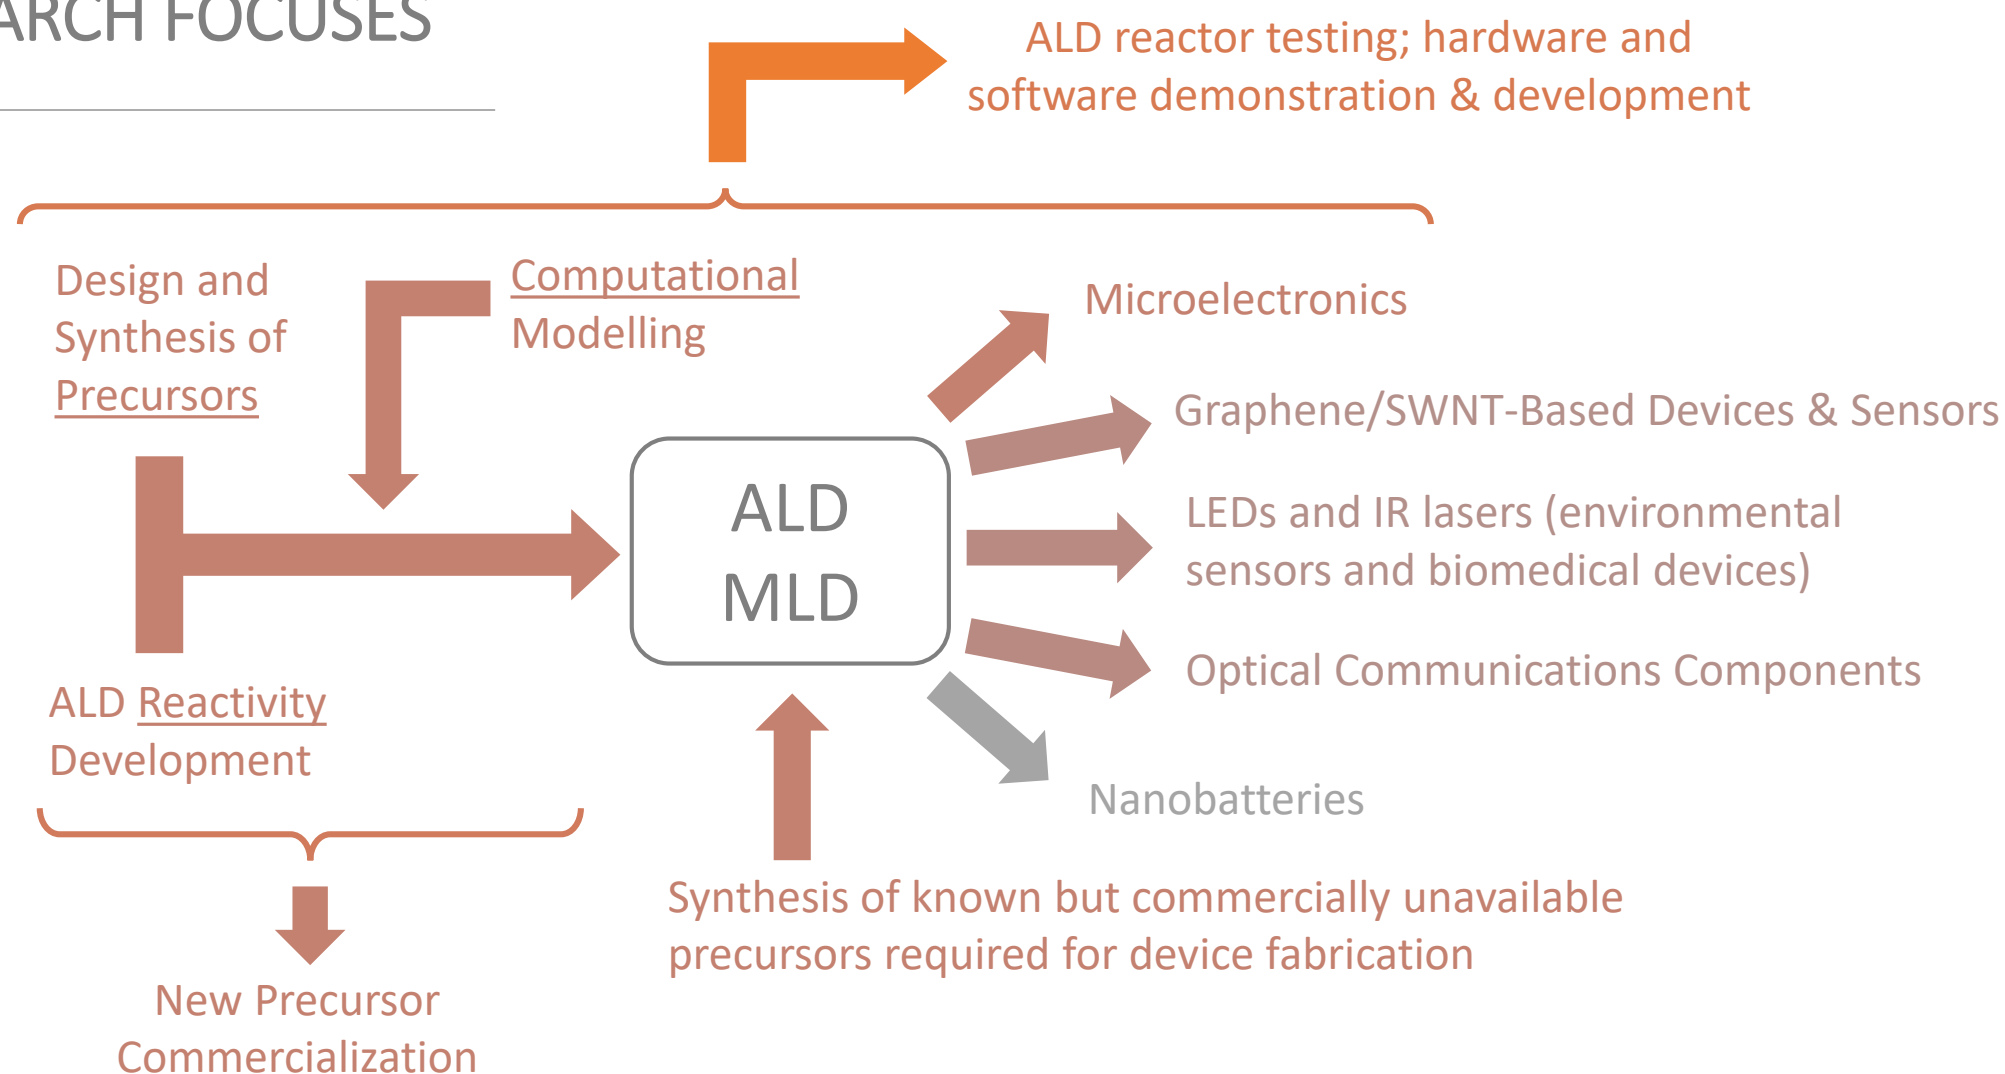 ARCH FOCUSES
ALD reactor testing; hardware and
software demonstration & development
Design and
Synthesis of
Precursors
Computational
Modelling
Microelectronics
Graphene/SWNT-Based Devices & Sensors
ALD
MLD
LEDs and IR lasers (environmental
sensors and biomedical devices)
Optical Communications Components
ALD Reactivity
Development
Nanobatteries
Synthesis of known but commercially unavailable
precursors required for device fabrication
New Precursor
Commercialization